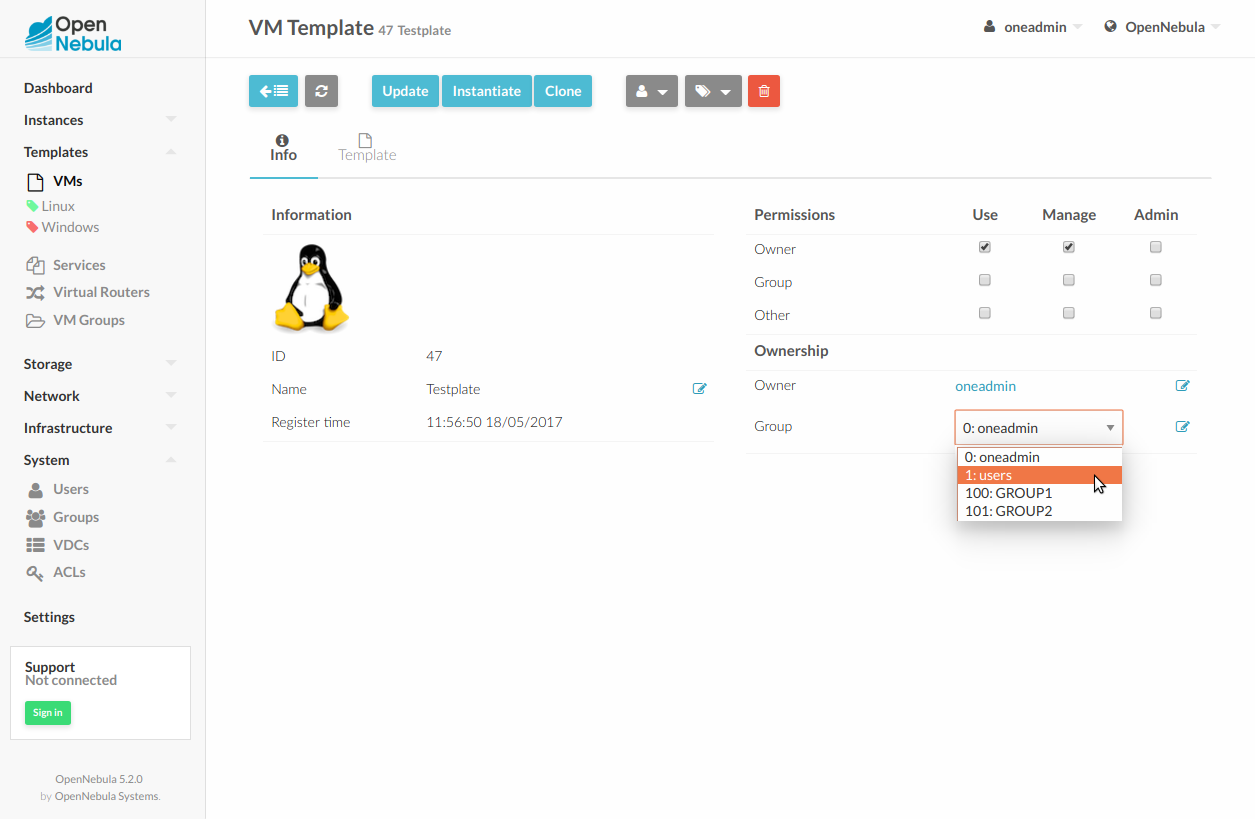 Open
Nebula
VM Template 47 Testplate
oneadmin
OpenNebula
Dashboard
Instances
Templates
VMs
Linux
Windows
Services
Virtual Routers
VM Groups
Storage
Network
Infrastructure
System
Users
Groups
VDCs
ACLs
Settings
Support
Not connected
Sign in
OpenNebula 5.2.0
by OpenNebula Systems.
Update
Instantiate
Clone
Info
Template
Information
ID 47
Name Testplate
Register time 11:56:50 18/05/2017
Permissions Use Manage Admin
Owner
Group
Other
Ownership
Owner oneadmin
Group 0: oneadmin
0: oneadmin
1: users
100: GROUP1
101: GROUP2